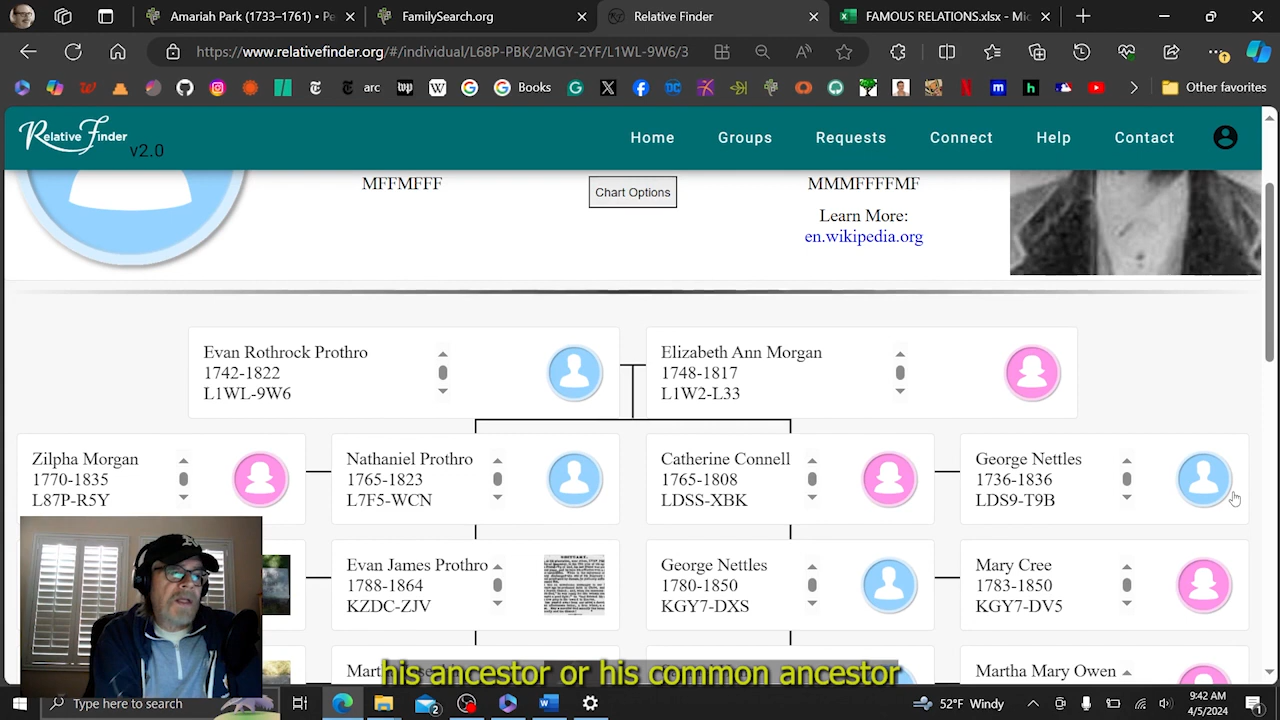 Amariah Park (1733–1761) • Pe
FamilySearch.org
Relative Finder
FAMOUS RELATIONS.xlsx - Mic
https://www.relativefinder.org/#/individual/L68P-PBK/2NGY-2YF/L1WL-9W6/3
arc
Books
Other favorites
Relative Finder v2.0
Home
Groups
Requests
Connect
Help
Contact
MFFMFFF
Chart Options
MMMFFFFMF
Learn More:
en.wikipedia.org
Evan Rothrock Prothro
1742-1822
L1WL-9W6
Elizabeth Ann Morgan
1748-1817
L1W2-L33
Zilpha Morgan
1770-1835
L87P-R5Y
Nathaniel Prothro
1765-1823
L7F5-WCN
Catherine Connell
1765-1808
LDSS-XBK
George Nettles
1736-1836
LDS9-T9B
Evan James Prothro
1788-1864
KZDC-ZJV
George Nettles
1780-1850
KGY7-DXS
Mary Cree
1783-1850
KGY7-DV5
Martha Mary Owen
his ancestor or his common ancestor
Type here to search
2
52°F Windy
9:42 AM
4/5/2024
1